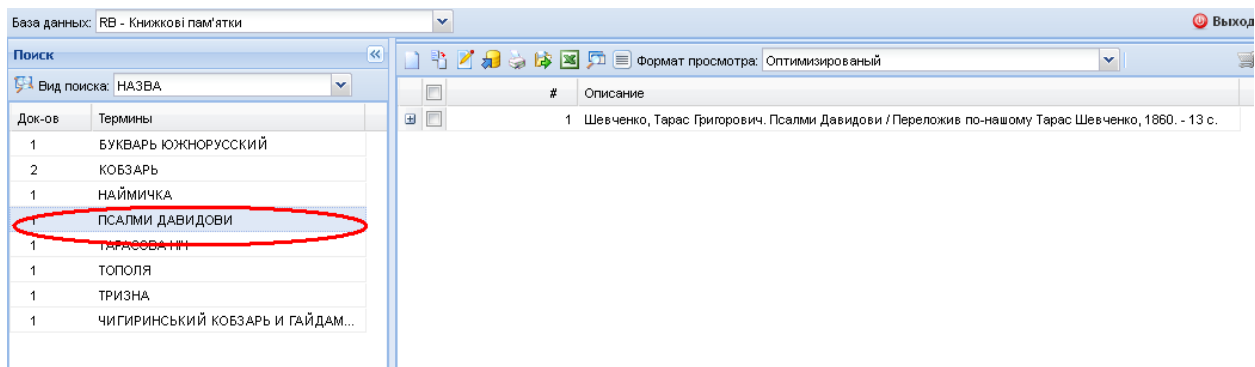 База данных: RB - Книжкові пам'ятки
Выход
Поиск
Вид поиска: НАЗВА
Формат просмотра: Оптимизированый
Док-ов Термины
# Описание
1 БУКВАРЬ ЮЖНОРУССКИЙ
2 КОБЗАРЬ
1 НАЙМИЧКА
1 ПСАЛМИ ДАВИДОВИ
1 ТАРАСОВА НІЧ
1 ТОПОЛЯ
1 ТРИЗНА
1 ЧИГИРИНСЬКИЙ КОБЗАРЬ И ГАЙДАМ...
1 Шевченко, Тарас Григорович. Псалми Давидови / Переложив по-нашому Тарас Шевченко, 1860. - 13 с.